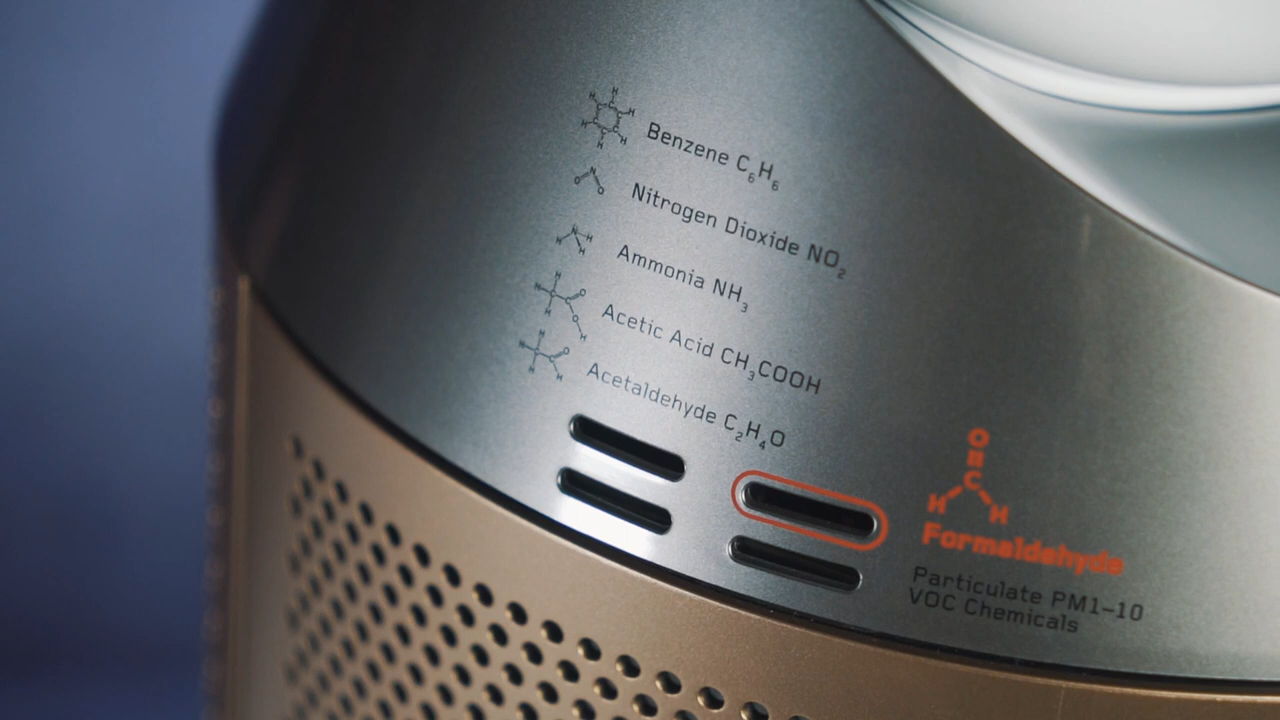 Benzene C₆H₆
Nitrogen Dioxide NO₂
Ammonia NH₃
Acetic Acid CH₃COOH
Acetaldehyde C₂H₄O
O
C
H H
Formaldehyde
Particulate PM1–10
VOC Chemicals